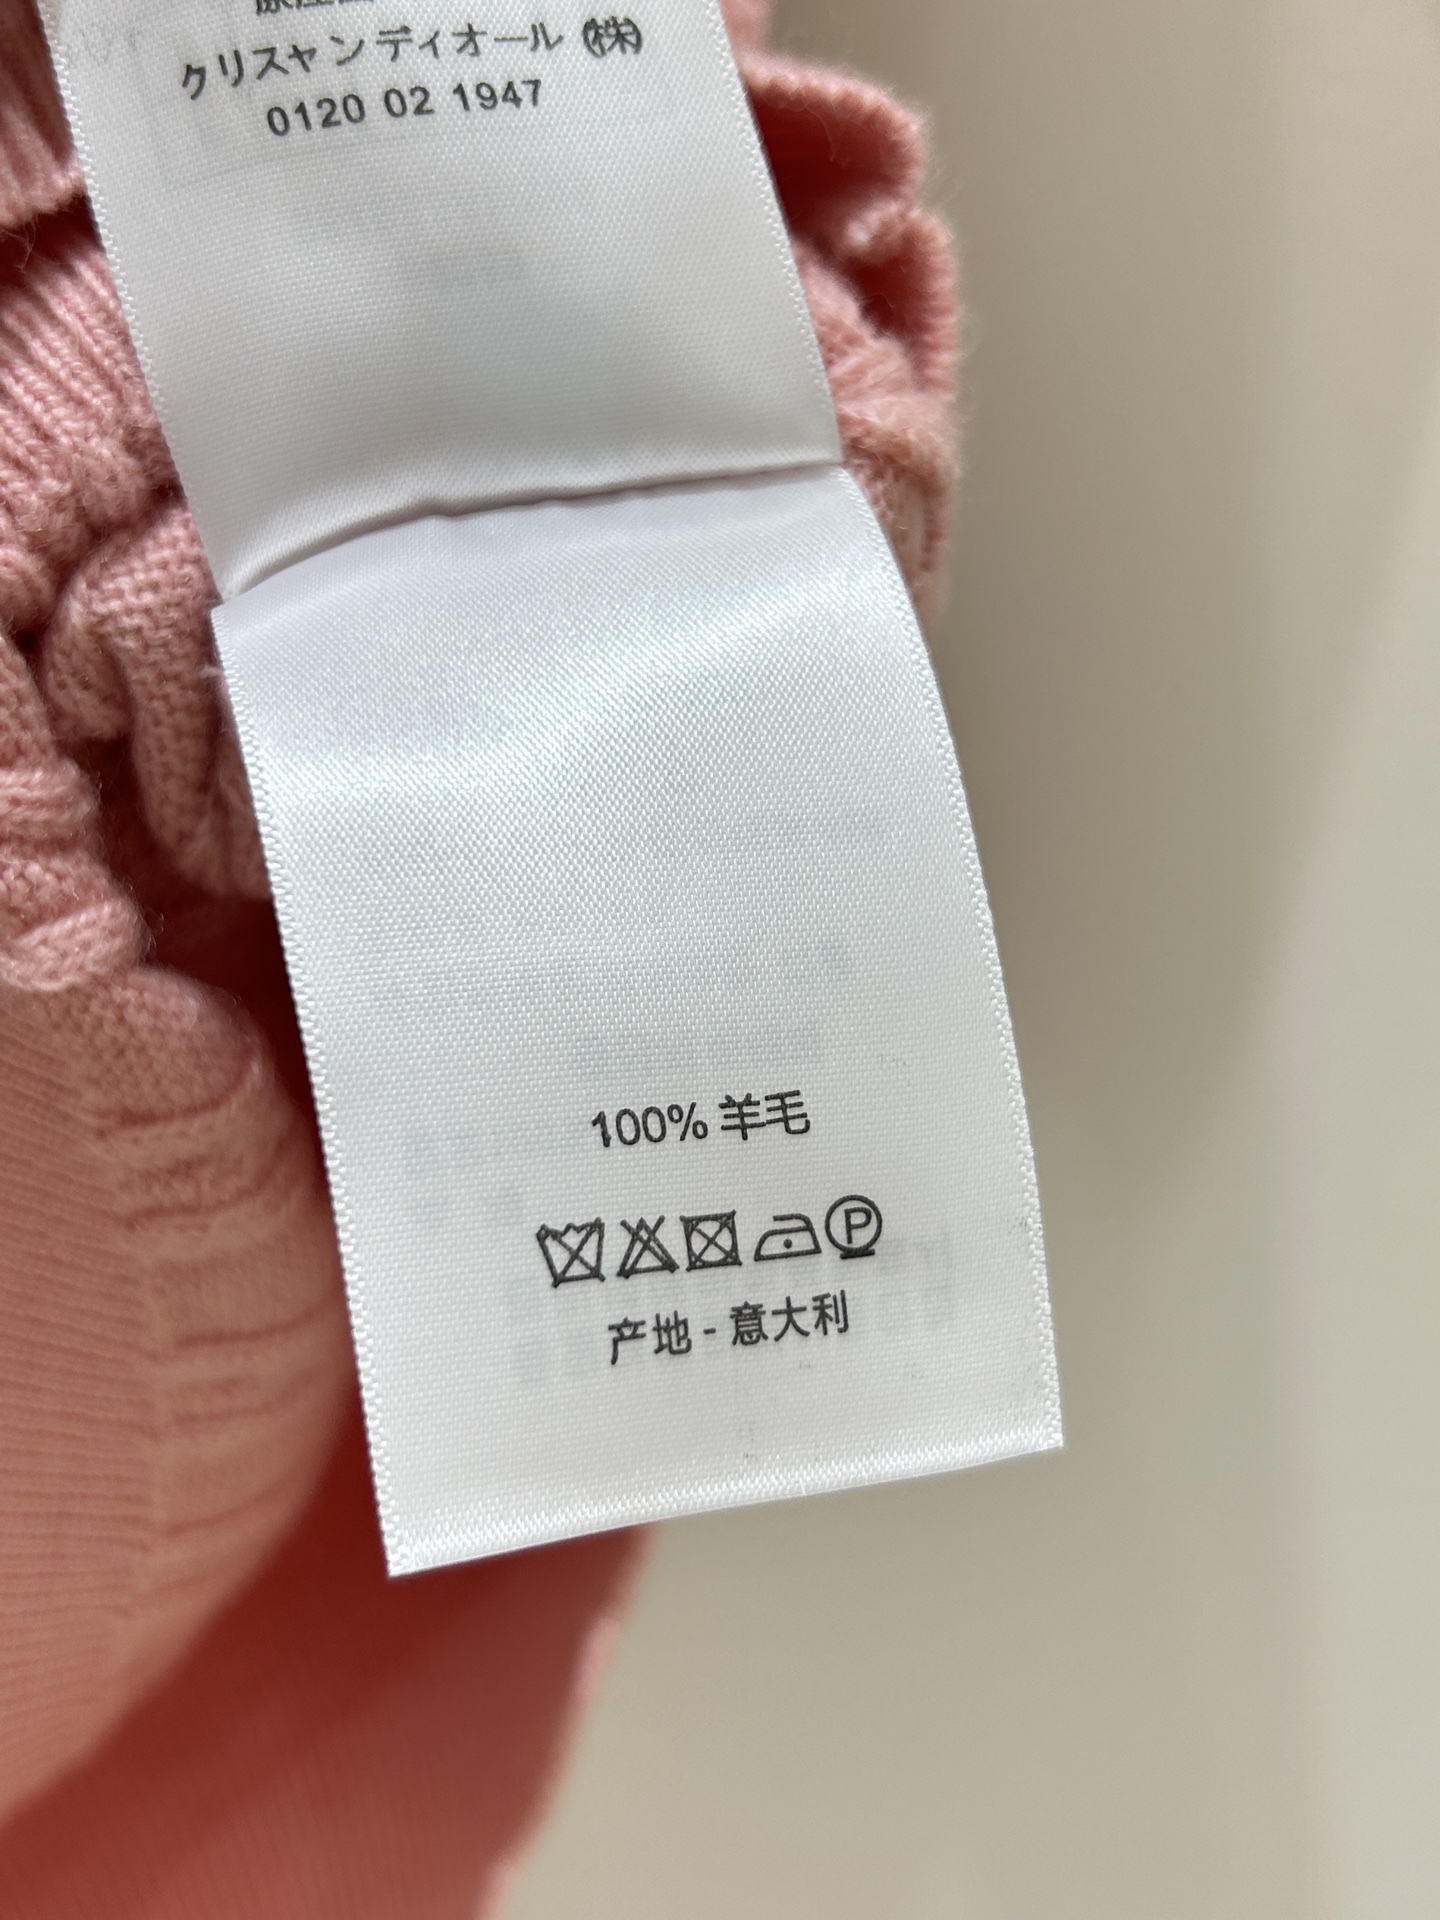 クリスャン ディオール ㈱
0120 02 1947
100% 羊毛
P
产地 - 意大利